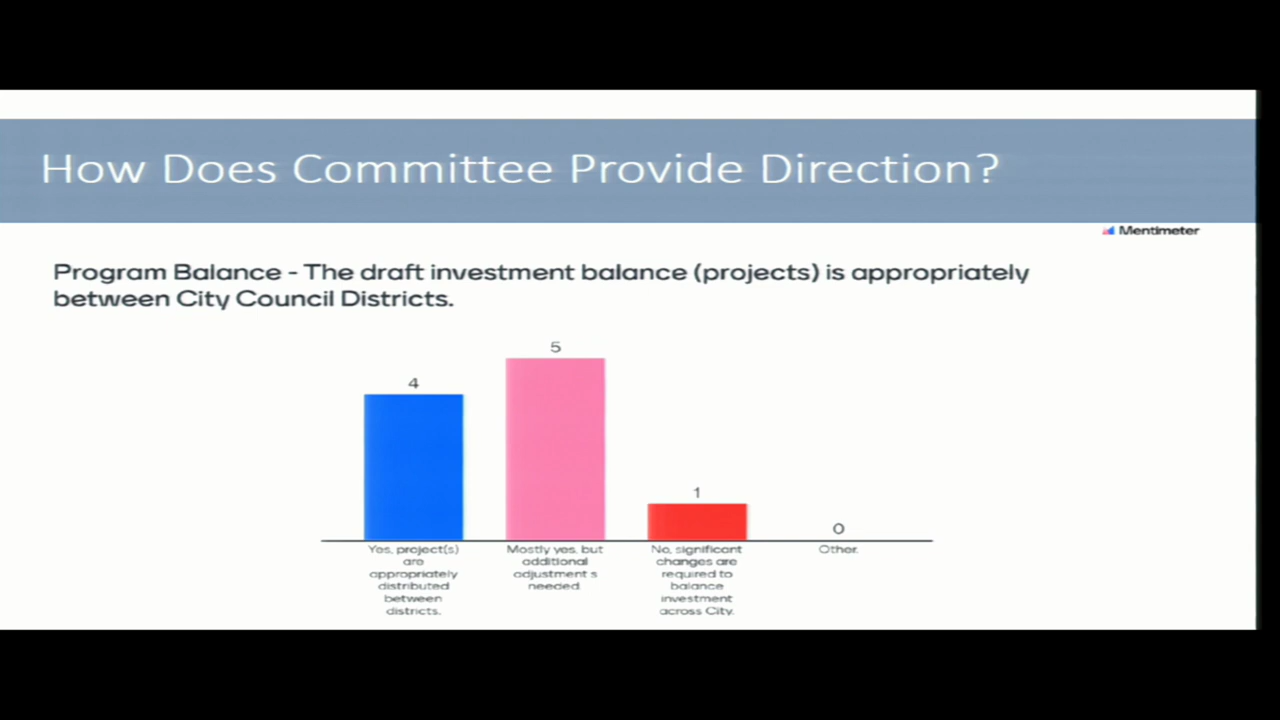 How Does Committee Provide Direction?
Mentimeter
Program Balance - The draft investment balance (projects) is appropriately
between City Council Districts.
4
5
1
0
Yes, project(s)
are
appropriately
distributed
between
districts.
Mostly yes, but
additional
adjustment s
needed.
No, significant
changes are
required to
balance
investment
across City.
Other.